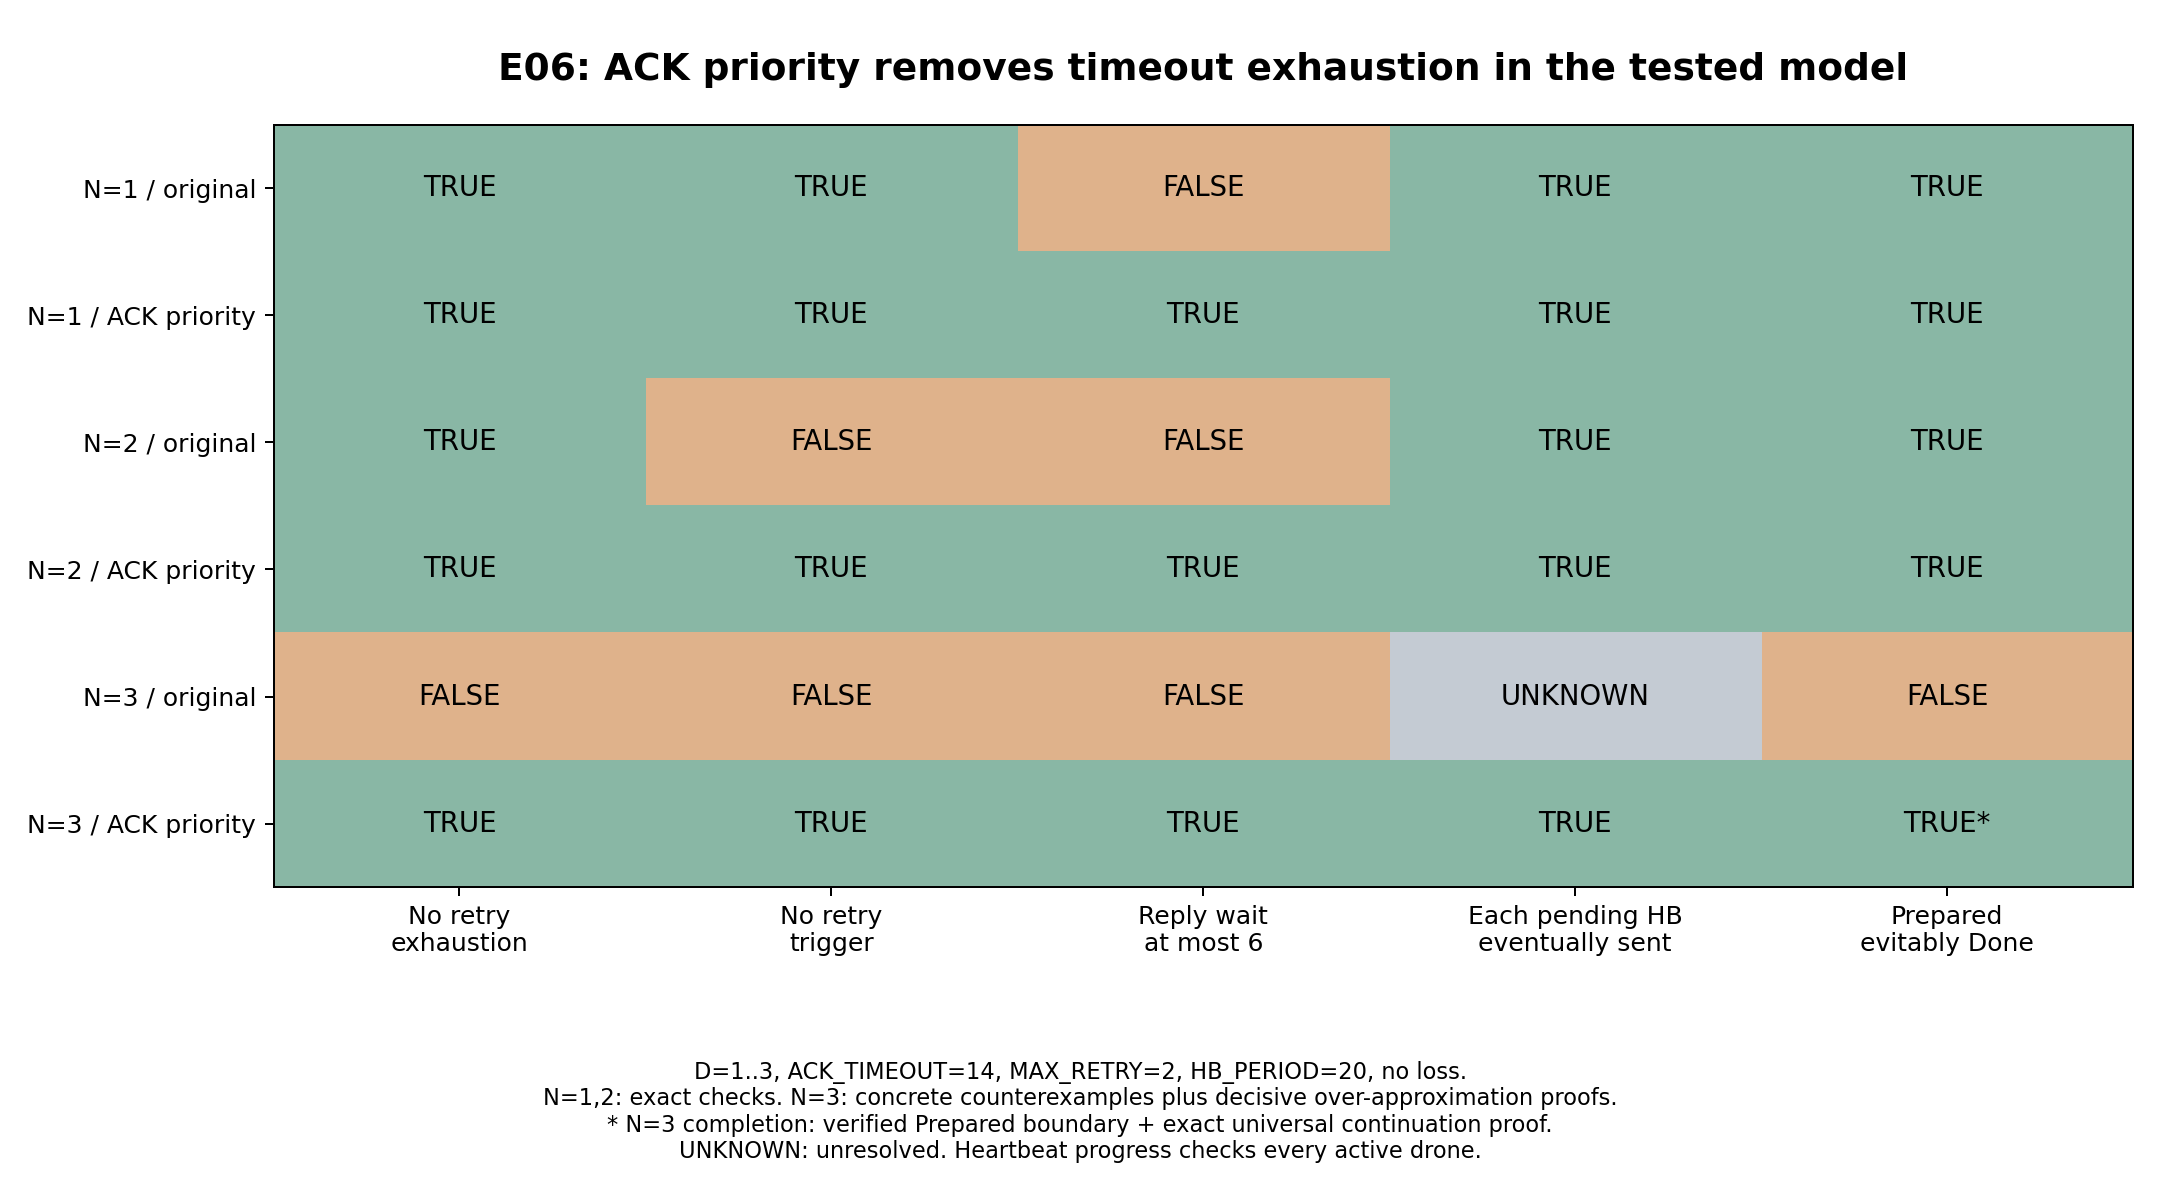 E06: ACK priority removes timeout exhaustion in the tested model
N=1 / original TRUE TRUE FALSE TRUE TRUE
N=1 / ACK priority TRUE TRUE TRUE TRUE TRUE
N=2 / original TRUE FALSE FALSE TRUE TRUE
N=2 / ACK priority TRUE TRUE TRUE TRUE TRUE
N=3 / original FALSE FALSE FALSE UNKNOWN FALSE
N=3 / ACK priority TRUE TRUE TRUE TRUE TRUE*
No retry
exhaustion
No retry
trigger
Reply wait
at most 6
Each pending HB
eventually sent
Prepared
evitably Done
D=1..3, ACK_TIMEOUT=14, MAX_RETRY=2, HB_PERIOD=20, no loss.
N=1,2: exact checks. N=3: concrete counterexamples plus decisive over-approximation proofs.
* N=3 completion: verified Prepared boundary + exact universal continuation proof.
UNKNOWN: unresolved. Heartbeat progress checks every active drone.